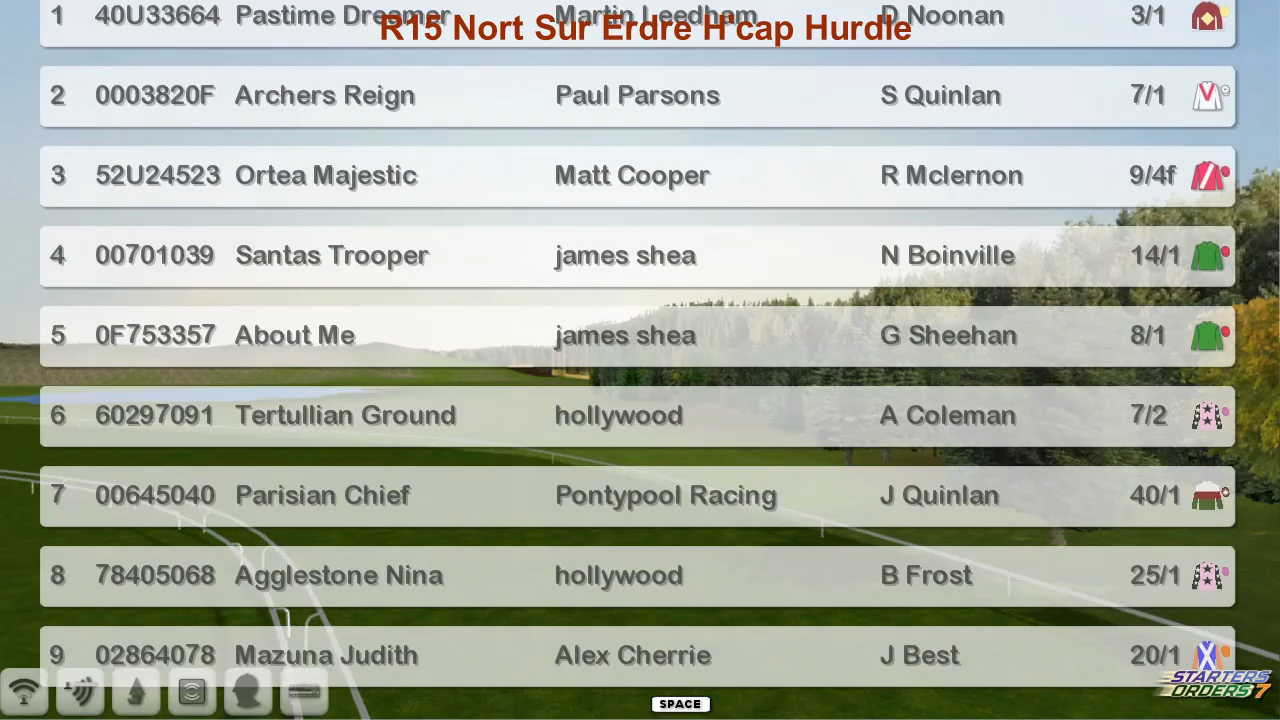 R15 Nort Sur Erdre H'cap Hurdle
1 40U33664 Pastime Dreamer Martin Leedham D Noonan 3/1
2 0003820F Archers Reign Paul Parsons S Quinlan 7/1
3 52U24523 Ortea Majestic Matt Cooper R Mclernon 9/4f
4 00701039 Santas Trooper james shea N Boinville 14/1
5 0F753357 About Me james shea G Sheehan 8/1
6 60297091 Tertullian Ground hollywood A Coleman 7/2
7 00645040 Parisian Chief Pontypool Racing J Quinlan 40/1
8 78405068 Agglestone Nina hollywood B Frost 25/1
9 02864078 Mazuna Judith Alex Cherrie J Best 20/1
STARTERS
ORDERS 7
SPACE